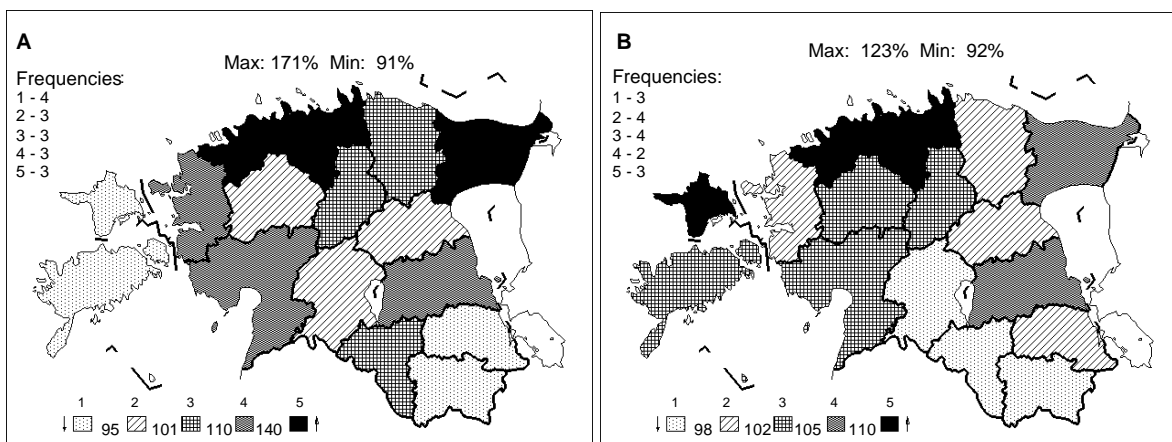 A
Max: 171% Min: 91%
Frequencies:
1 - 4
2 - 3
3 - 3
4 - 3
5 - 3
1 2 3 4 5
95 101 110 140
B
Max: 123% Min: 92%
Frequencies:
1 - 3
2 - 4
3 - 4
4 - 2
5 - 3
1 2 3 4 5
98 102 105 110